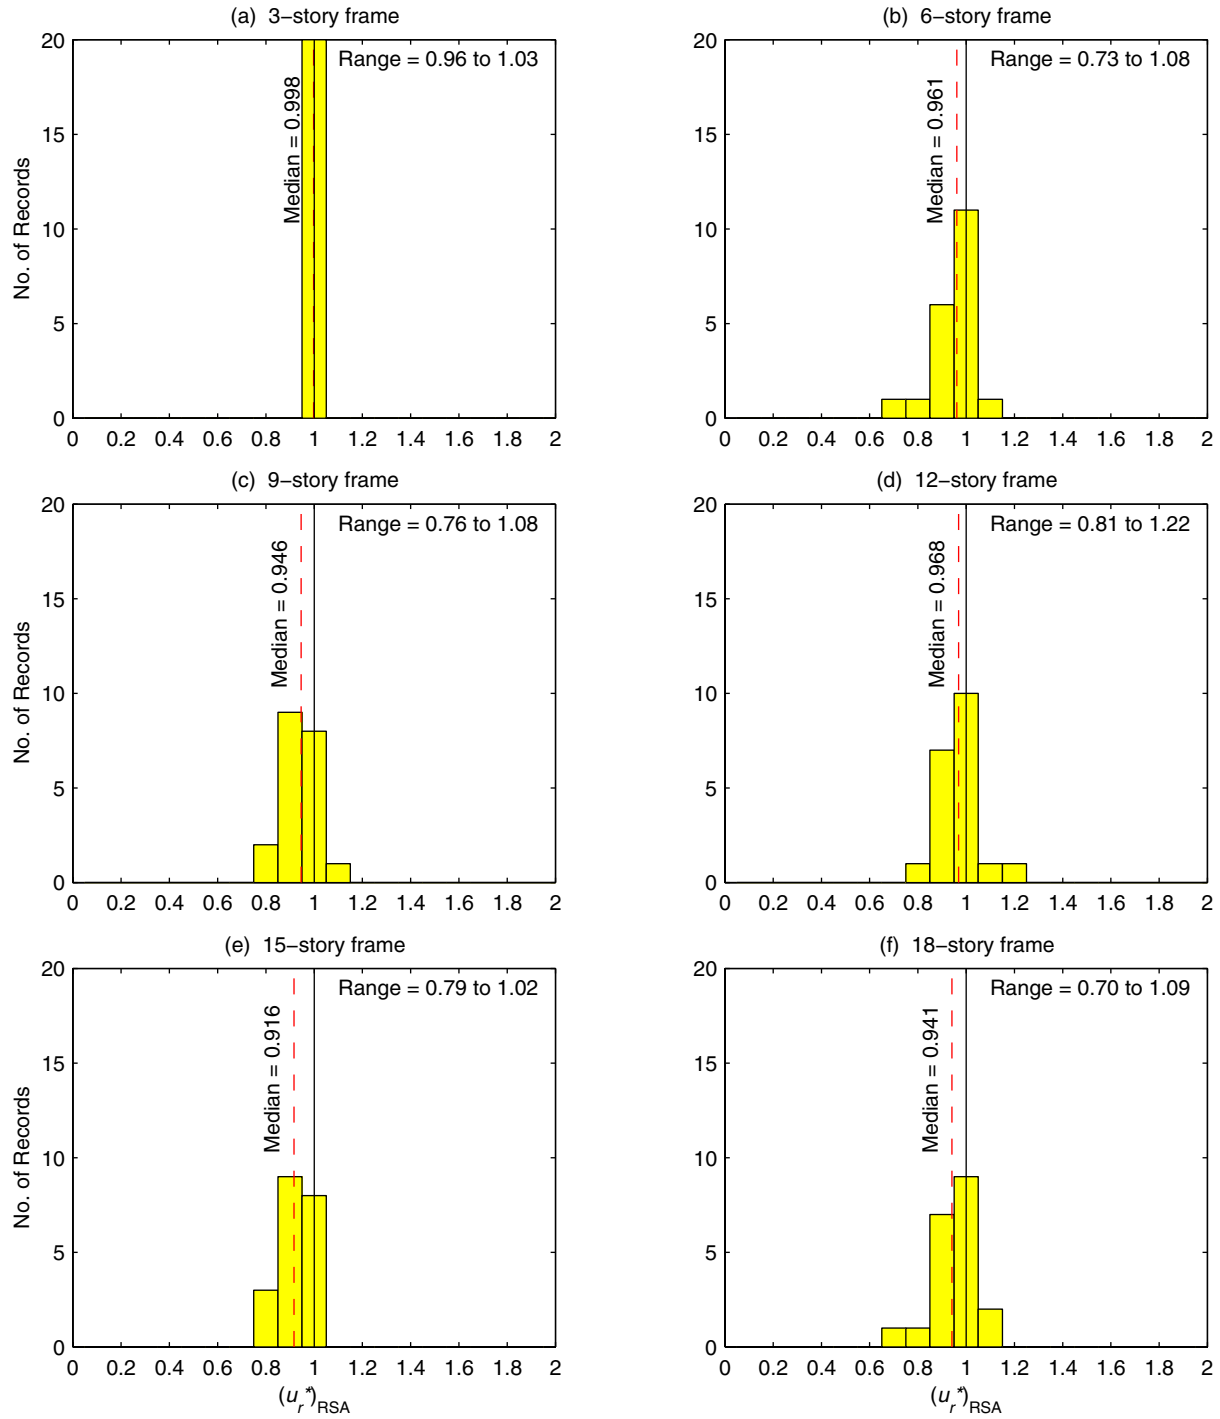 (a) 3−story frame
Range = 0.96 to 1.03
Median = 0.998
No. of Records
20
15
10
5
0
0 0.2 0.4 0.6 0.8 1 1.2 1.4 1.6 1.8 2
(b) 6−story frame
Range = 0.73 to 1.08
Median = 0.961
20
15
10
5
0
0 0.2 0.4 0.6 0.8 1 1.2 1.4 1.6 1.8 2
(c) 9−story frame
Range = 0.76 to 1.08
Median = 0.946
No. of Records
20
15
10
5
0
0 0.2 0.4 0.6 0.8 1 1.2 1.4 1.6 1.8 2
(d) 12−story frame
Range = 0.81 to 1.22
Median = 0.968
20
15
10
5
0
0 0.2 0.4 0.6 0.8 1 1.2 1.4 1.6 1.8 2
(e) 15−story frame
Range = 0.79 to 1.02
Median = 0.916
No. of Records
20
15
10
5
0
0 0.2 0.4 0.6 0.8 1 1.2 1.4 1.6 1.8 2
(u_r^*)_RSA
(f) 18−story frame
Range = 0.70 to 1.09
Median = 0.941
20
15
10
5
0
0 0.2 0.4 0.6 0.8 1 1.2 1.4 1.6 1.8 2
(u_r^*)_RSA